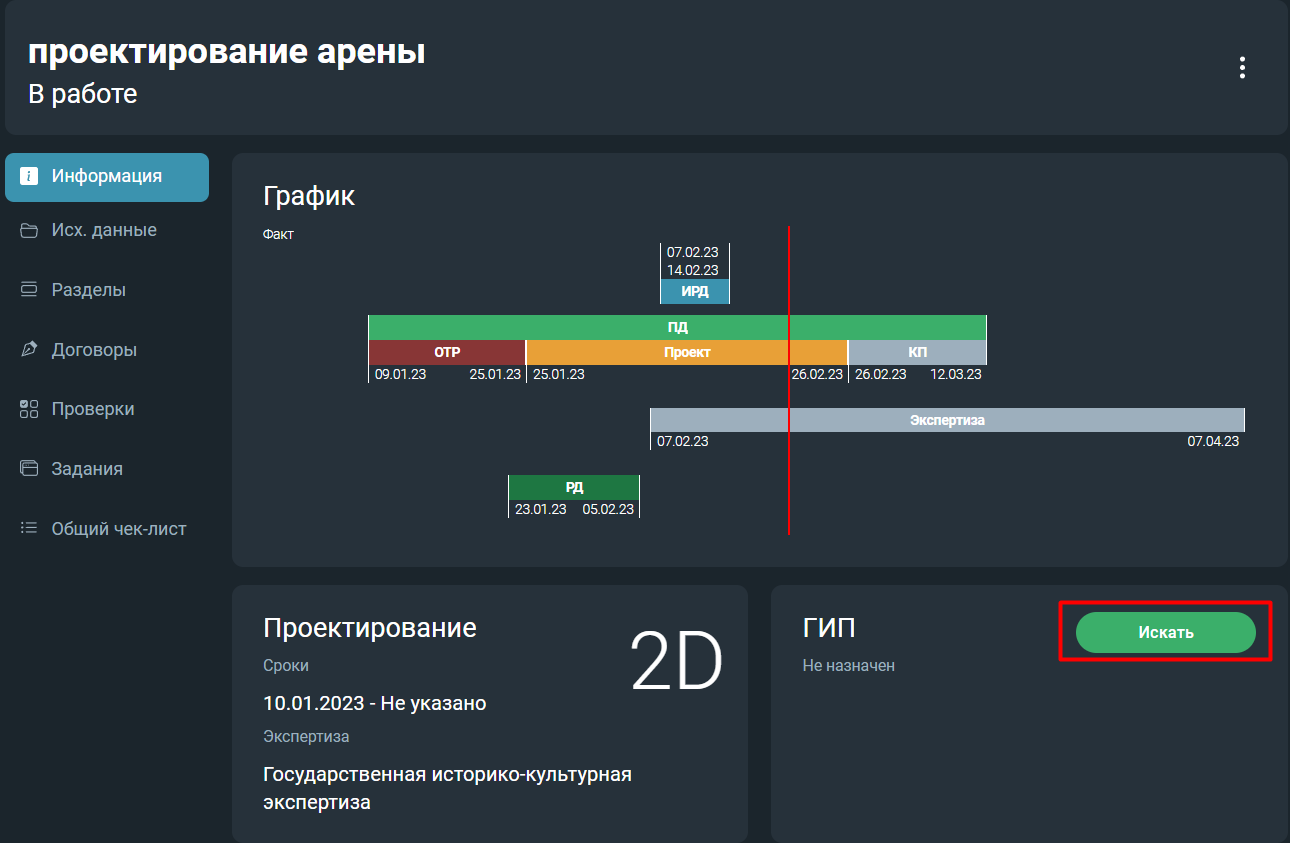 проектирование арены
В работе
i Информация
Исх. данные
Разделы
Договоры
Проверки
Задания
Общий чек-лист
График
Факт
07.02.23
14.02.23
ИРД
ПД
ОТР Проект КП
09.01.23 25.01.23 25.01.23 26.02.23 26.02.23 12.03.23
Экспертиза
07.02.23 07.04.23
РД
23.01.23 05.02.23
Проектирование
2D
Сроки
10.01.2023 - Не указано
Экспертиза
Государственная историко-культурная
экспертиза
ГИП
Искать
Не назначен